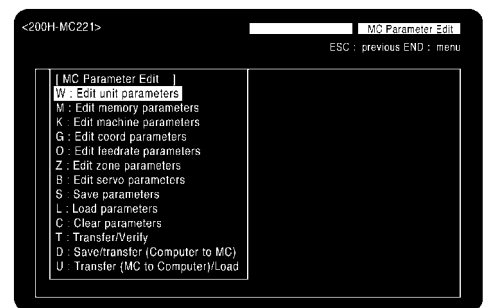 <200H-MC221>
MC Parameter Edit
ESC : previous END : menu
[ MC Parameter Edit ]
W : Edit unit parameters
M : Edit memory parameters
K : Edit machine parameters
G : Edit coord parameters
O : Edit feedrate parameters
Z : Edit zone parameters
B : Edit servo parameters
S : Save parameters
L : Load parameters
C : Clear parameters
T : Transfer/Verify
D : Save/transfer (Computer to MC)
U : Transfer (MC to Computer)/Load